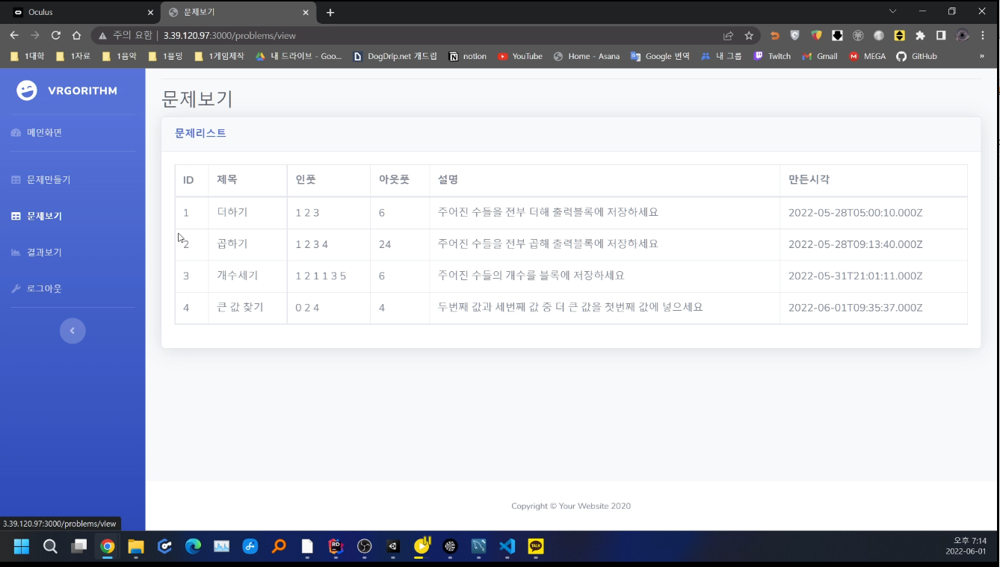 Oculus
문제보기
주의 요함
3.39.120.97:3000/problems/view
1대학
1자료
1음악
1플밍
1게임제작
내 드라이브 - Goo...
DogDrip.net 개드립
notion
YouTube
Home - Asana
Google 번역
내 그룹
Twitch
Gmail
MEGA
GitHub
»
VRGORITHM
메인화면
문제만들기
문제보기
결과보기
로그아웃
문제보기
문제리스트
ID 제목 인풋 아웃풋 설명 만든시각
1 더하기 1 2 3 6 주어진 수들을 전부 더해 출력블록에 저장하세요 2022-05-28T05:00:10.000Z
2 곱하기 1 2 3 4 24 주어진 수들을 전부 곱해 출력블록에 저장하세요 2022-05-28T09:13:40.000Z
3 개수세기 1 2 1 1 3 5 6 주어진 수들의 개수를 블록에 저장하세요 2022-05-31T21:01:11.000Z
4 큰 값 찾기 0 2 4 4 두번째 값과 세번째 값 중 더 큰 값을 첫번째 값에 넣으세요 2022-06-01T09:35:37.000Z
Copyright © Your Website 2020
3.39.120.97:3000/problems/view
RD
TALK
오후 7:14
2022-06-01